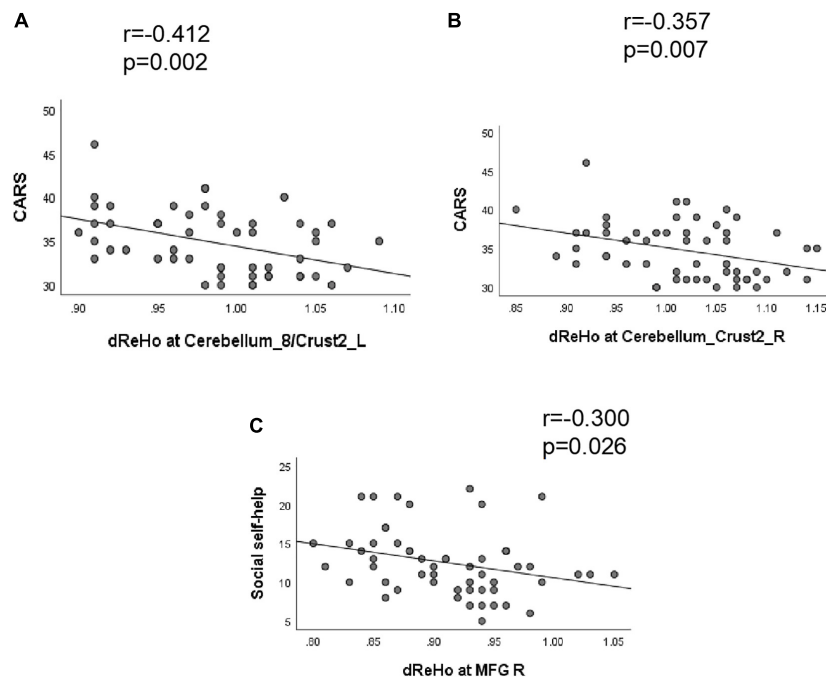 A
r=-0.412
p=0.002
CARS
50
45
40
35
30
.90 .95 1.00 1.05 1.10
dReHo at Cerebellum_8/Crust2_L
B
r=-0.357
p=0.007
CARS
50
45
40
35
30
.85 .90 .95 1.00 1.05 1.10 1.15
dReHo at Cerebellum_Crust2_R
C
r=-0.300
p=0.026
Social self-help
25
20
15
10
5
.80 .85 .90 .95 1.00 1.05
dReHo at MFG R